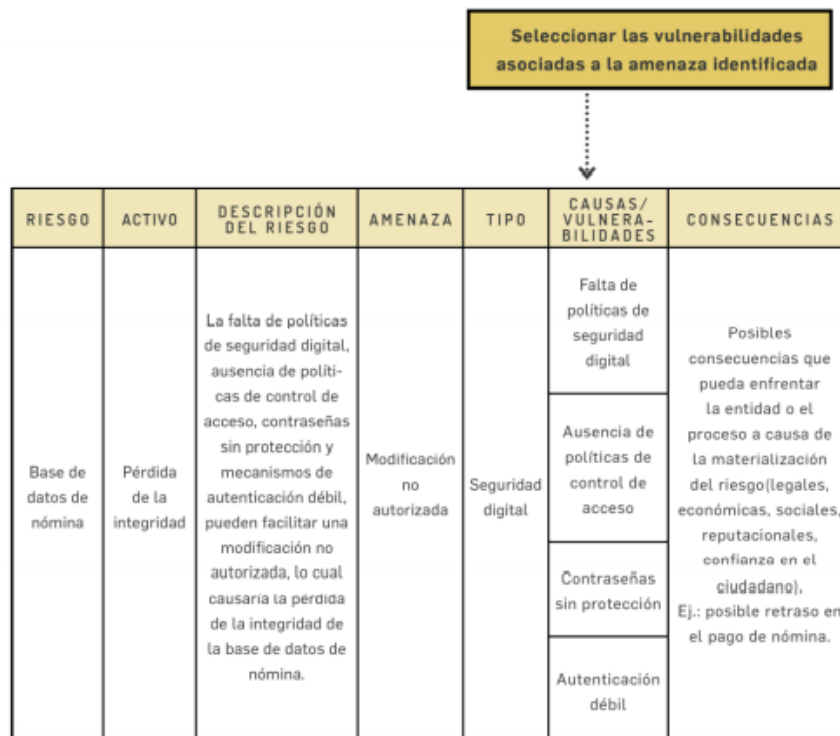 Seleccionar las vulnerabilidades
asociadas a la amenaza identificada
RIESGO
ACTIVO
DESCRIPCIÓN
DEL RIESGO
AMENAZA
TIPO
CAUSAS/
VULNERA-
BILIDADES
CONSECUENCIAS
Base de
datos de
nómina
Pérdida
de la
integridad
La falta de políticas
de seguridad digital,
ausencia de políti-
cas de control de
acceso, contraseñas
sin protección y
mecanismos de
autenticación débil,
pueden facilitar una
modificación no
autorizada, lo cual
causaría la pérdida
de la integridad de
la base de datos de
nómina.
Modificación
no
autorizada
Seguridad
digital
Falta de
políticas de
seguridad
digital
Ausencia de
políticas de
control de
acceso
Contraseñas
sin protección
Autenticación
débil
Posibles
consecuencias que
pueda enfrentar
la entidad o el
proceso a causa de
la materialización
del riesgo(legales,
económicas, sociales,
reputacionales,
confianza en el
ciudadano).
Ej.: posible retraso en
el pago de nómina.